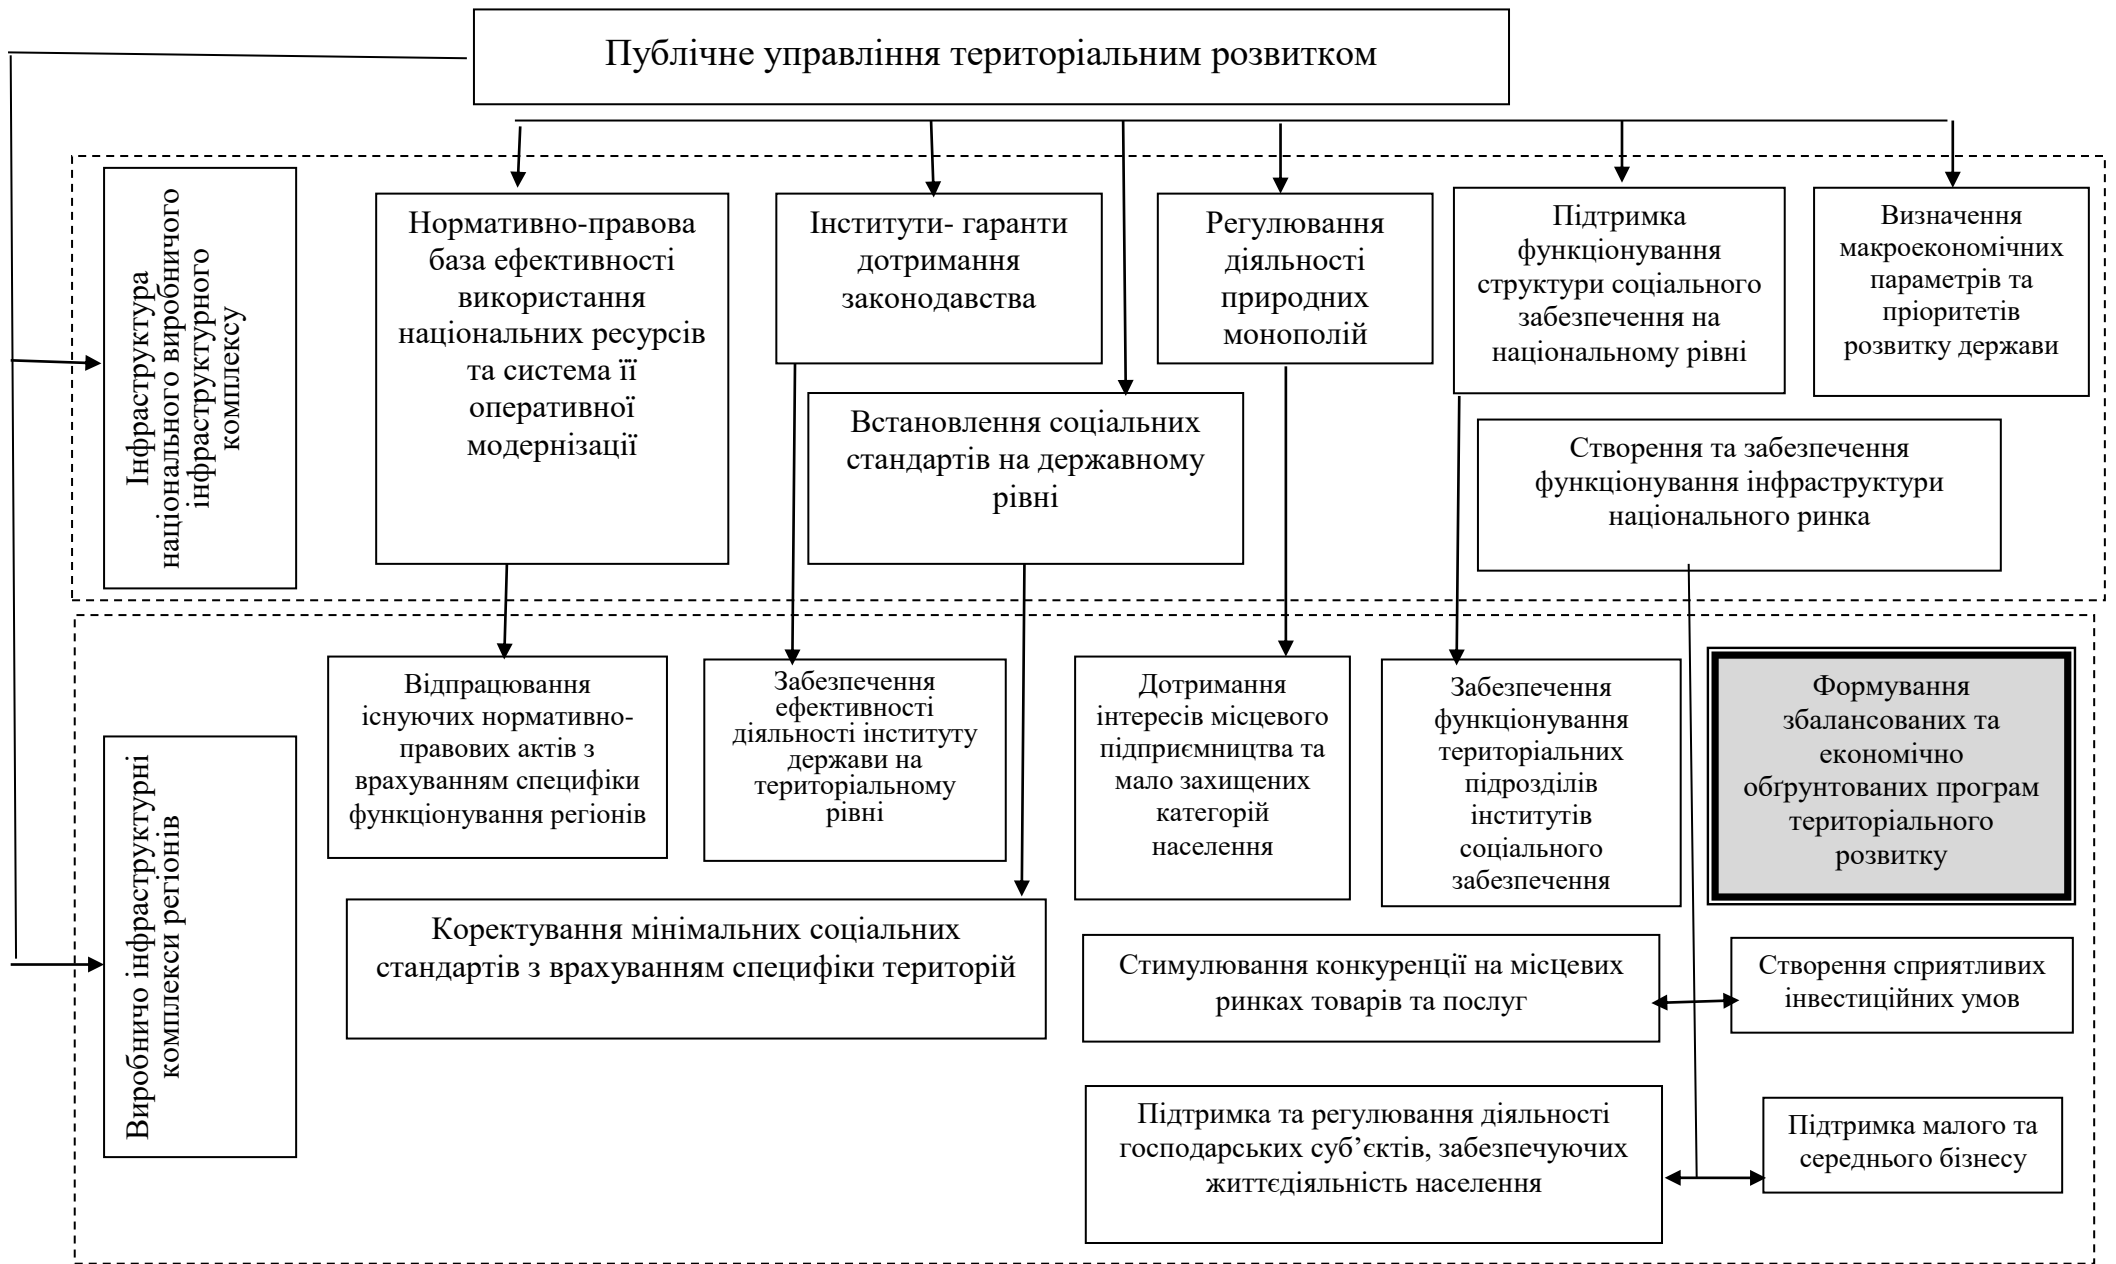 Публічне управління територіальним розвитком
Інфраструктура
національного виробничого
інфраструктурного
комплексу
Нормативно-правова
база ефективності
використання
національних ресурсів
та система її
оперативної
модернізації
Інститути- гаранти
дотримання
законодавства
Регулювання
діяльності
природних
монополій
Підтримка
функціонування
структури соціального
забезпечення на
національному рівні
Визначення
макроекономічних
параметрів та
пріоритетів
розвитку держави
Встановлення соціальних
стандартів на державному
рівні
Створення та забезпечення
функціонування інфраструктури
національного ринка
Виробничо інфраструктурні
комплекси регіонів
Відпрацювання
існуючих нормативно-
правових актів з
врахуванням специфіки
функціонування регіонів
Забезпечення
ефективності
діяльності інституту
держави на
територіальному
рівні
Дотримання
інтересів місцевого
підприємництва та
мало захищених
категорій
населення
Забезпечення
функціонування
територіальних
підрозділів
інститутів
соціального
забезпечення
Формування
збалансованих та
економічно
обґрунтованих програм
територіального
розвитку
Коректування мінімальних соціальних
стандартів з врахуванням специфіки територій
Стимулювання конкуренції на місцевих
ринках товарів та послуг
Створення сприятливих
інвестиційних умов
Підтримка та регулювання діяльності
господарських суб’єктів, забезпечуючих
життєдіяльність населення
Підтримка малого та
середнього бізнесу